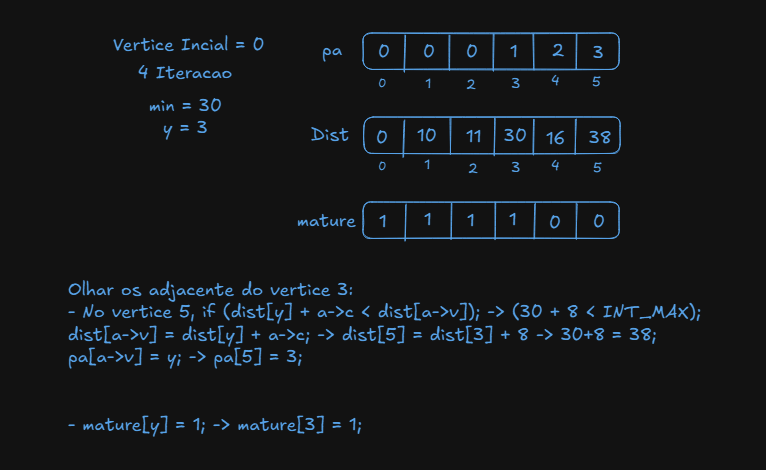 Vertice Incial = 0
4 Iteracao
min = 30
y = 3
pa 0 0 0 1 2 3
0 1 2 3 4 5
Dist 0 10 11 30 16 38
0 1 2 3 4 5
mature 1 1 1 1 0 0
Olhar os adjacente do vertice 3:
- No vertice 5, if (dist[y] + a->c < dist[a->v]); -> (30 + 8 < INT_MAX);
dist[a->v] = dist[y] + a->c; -> dist[5] = dist[3] + 8 -> 30+8 = 38;
pa[a->v] = y; -> pa[5] = 3;
- mature[y] = 1; -> mature[3] = 1;